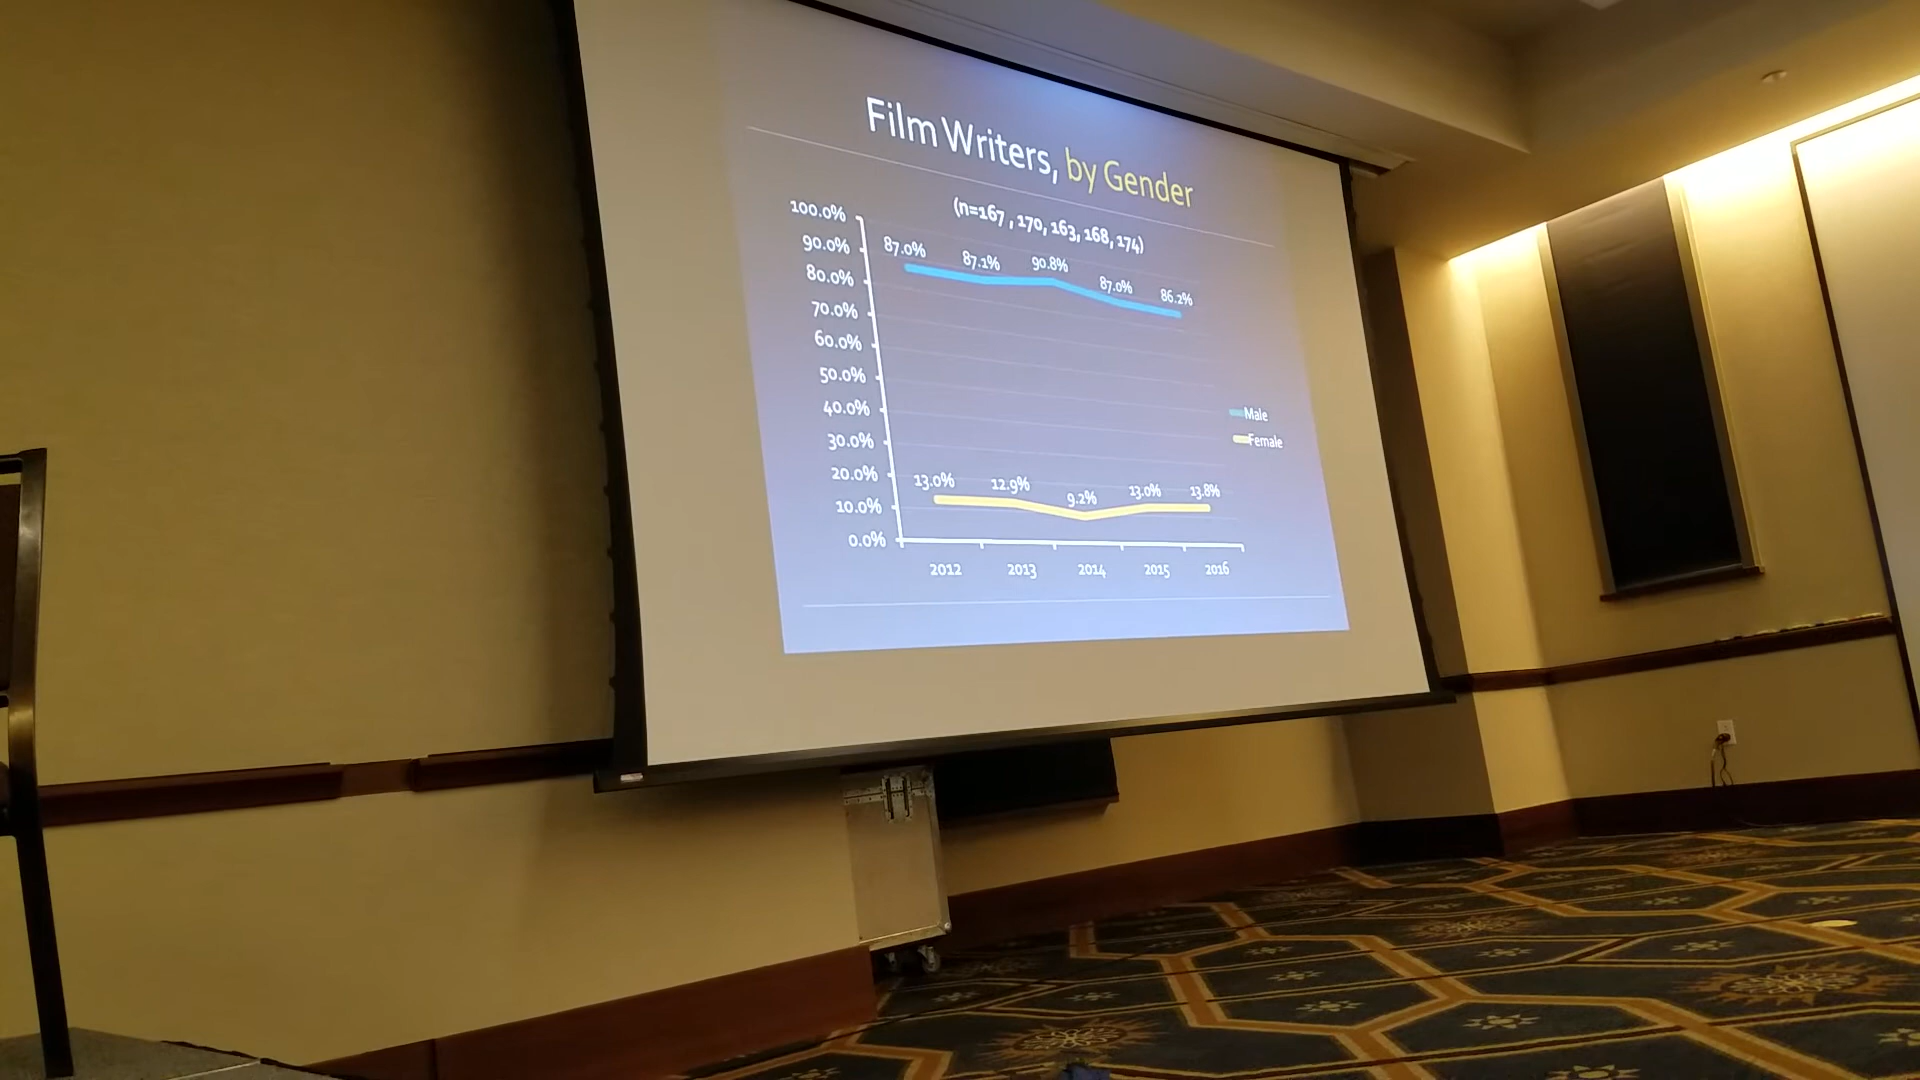 Film Writers, by Gender
(n=167 , 170, 163, 168, 174)
100.0%
90.0%
80.0%
70.0%
60.0%
50.0%
40.0%
30.0%
20.0%
10.0%
0.0%
87.0% 87.1% 90.8% 87.0% 86.2%
Male
Female
13.0% 12.9% 9.2% 13.0% 13.8%
2012 2013 2014 2015 2016